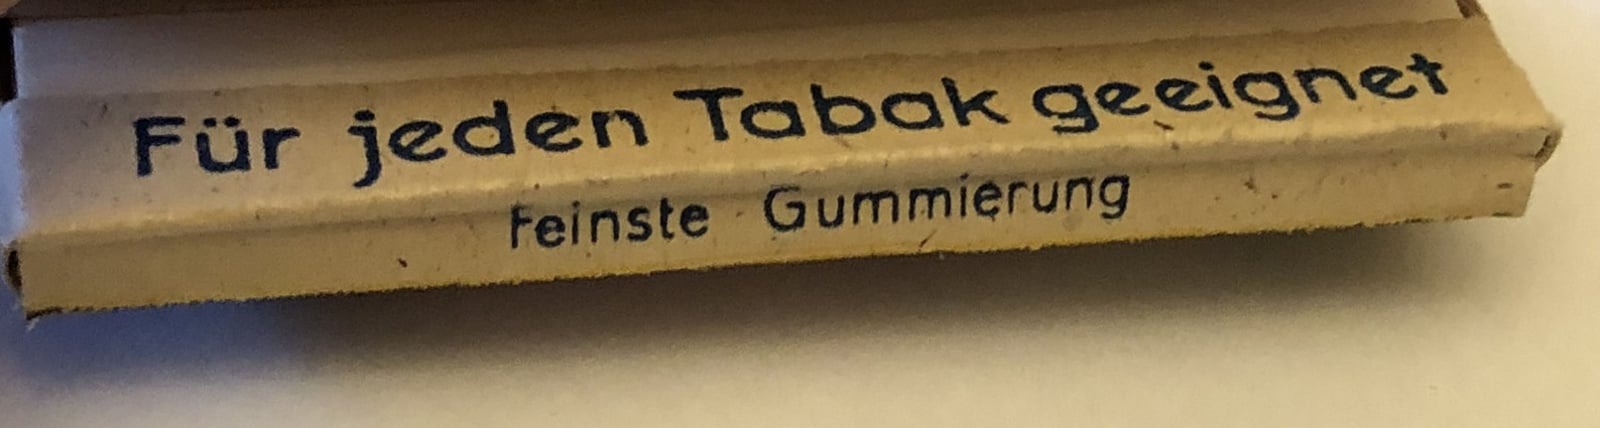 Für jeden Tabak geeignet
Feinste Gummierung